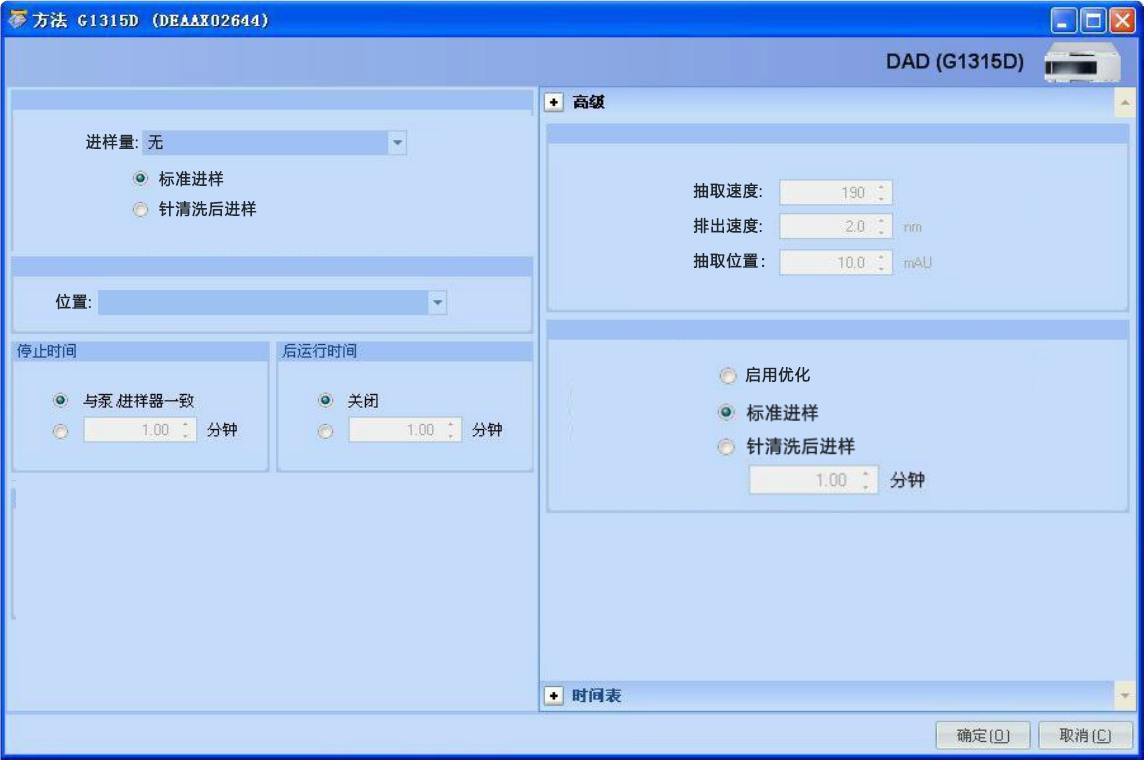 方法 G1315D (DEAAX02644)
DAD (G1315D)
进样量: 无
标准进样
针清洗后进样
位置:
停止时间
与泵/进样器一致
1.00 分钟
后运行时间
关闭
1.00 分钟
高级
抽取速度: 190
排出速度: 2.0 nm
抽取位置: 10.0 mAU
启用优化
标准进样
针清洗后进样
1.00 分钟
时间表
确定(O) 取消(C)